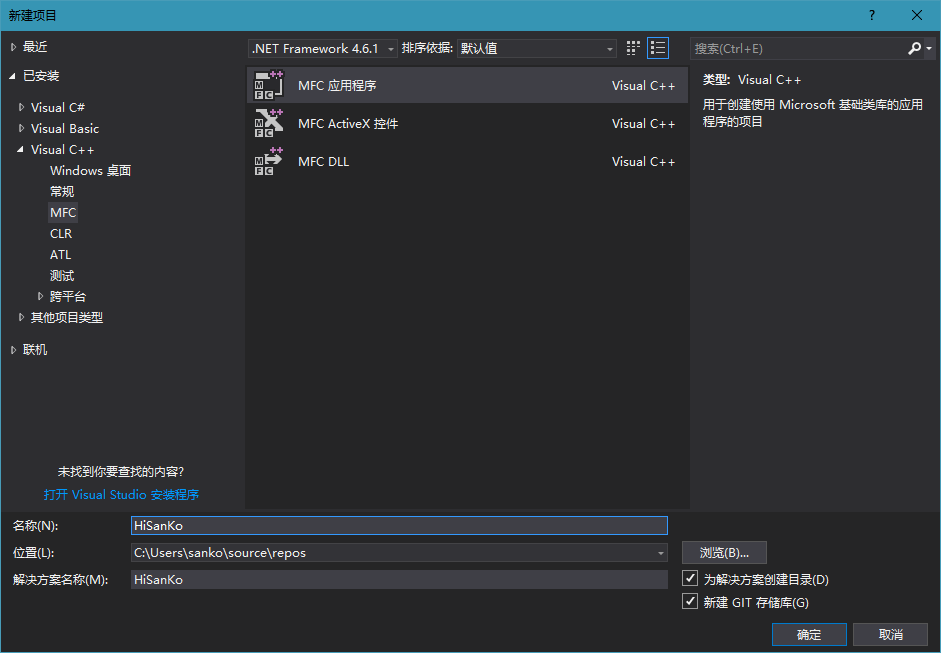 新建项目
?
最近
已安装
Visual C#
Visual Basic
Visual C++
Windows 桌面
常规
MFC
CLR
ATL
测试
跨平台
其他项目类型
联机
未找到你要查找的内容?
打开 Visual Studio 安装程序
.NET Framework 4.6.1 排序依据: 默认值
MFC 应用程序 Visual C++
MFC ActiveX 控件 Visual C++
MFC DLL Visual C++
搜索(Ctrl+E)
类型: Visual C++
用于创建使用 Microsoft 基础类库的应用
程序的项目
名称(N): HiSanKo
位置(L): C:\Users\sanko\source\repos 浏览(B)...
解决方案名称(M): HiSanKo 为解决方案创建目录(D)
新建 GIT 存储库(G)
确定 取消